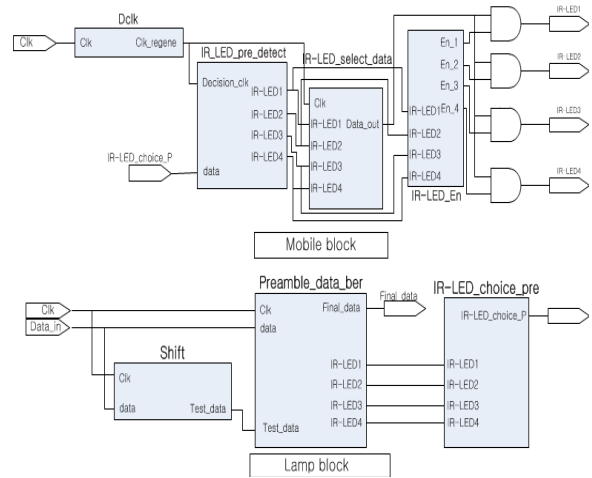 Dclk
Clk
Clk
Clk_regene
IR_LED_pre_detect
Decision_clk
IR-LED1
IR-LED2
IR-LED3
IR-LED4
data
IR-LED_choice_P
IR-LED_select_data
Clk
IR-LED1
IR-LED2
IR-LED3
IR-LED4
Data_out
En_1
En_2
En_3
En_4
IR-LED1
IR-LED2
IR-LED3
IR-LED4
IR-LED_En
IR-LED1
IR-LED2
IR-LED3
IR-LED4
Mobile block
Preamble_data_ber
Clk
Data_in
Clk
data
Final_data
Final_data
IR-LED1
IR-LED2
IR-LED3
IR-LED4
Test_data
Shift
Clk
data
Test_data
IR-LED_choice_pre
IR-LED_choice_P
IR-LED1
IR-LED2
IR-LED3
IR-LED4
Lamp block